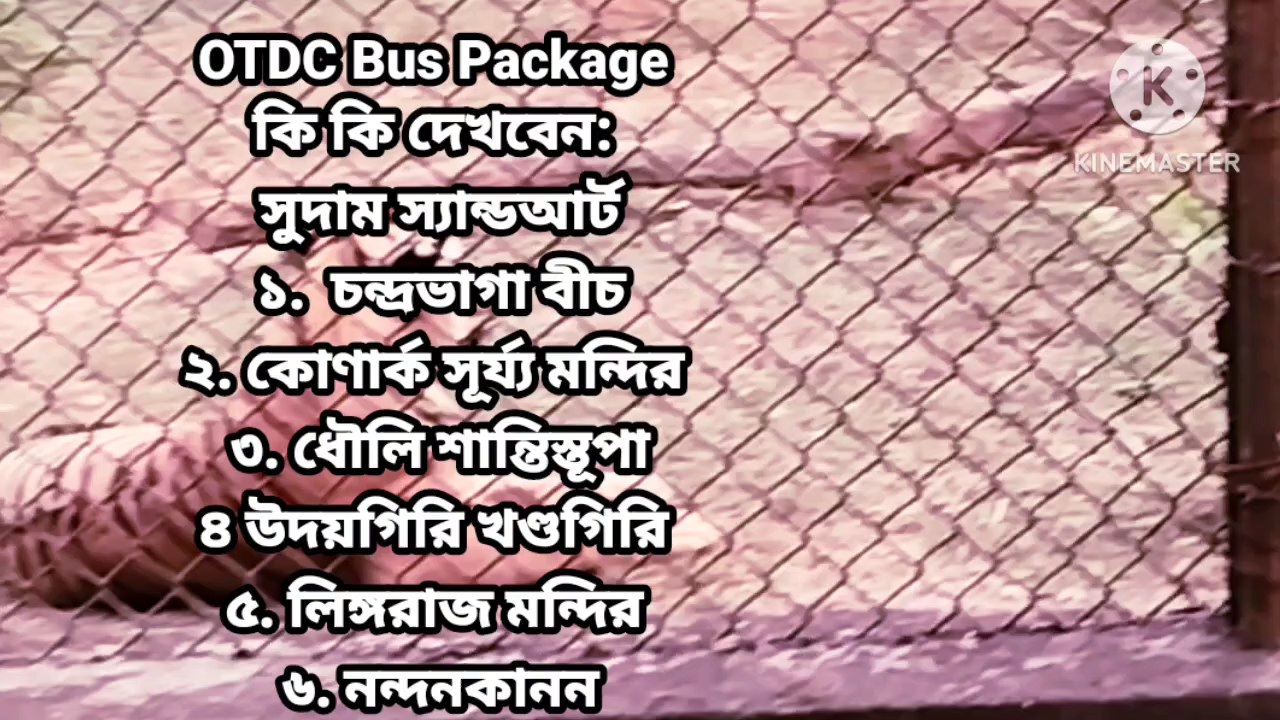 OTDC Bus Package
কি কি দেখবেন:
সুদাম স্যান্ডআর্ট
১. চন্দ্রভাগা বীচ
২. কোণার্ক সূর্য্য মন্দির
৩. ধৌলি শান্তিস্তূপা
৪ উদয়গিরি খণ্ডগিরি
৫. লিঙ্গরাজ মন্দির
৬. নন্দনকানন
K
KINEMASTER